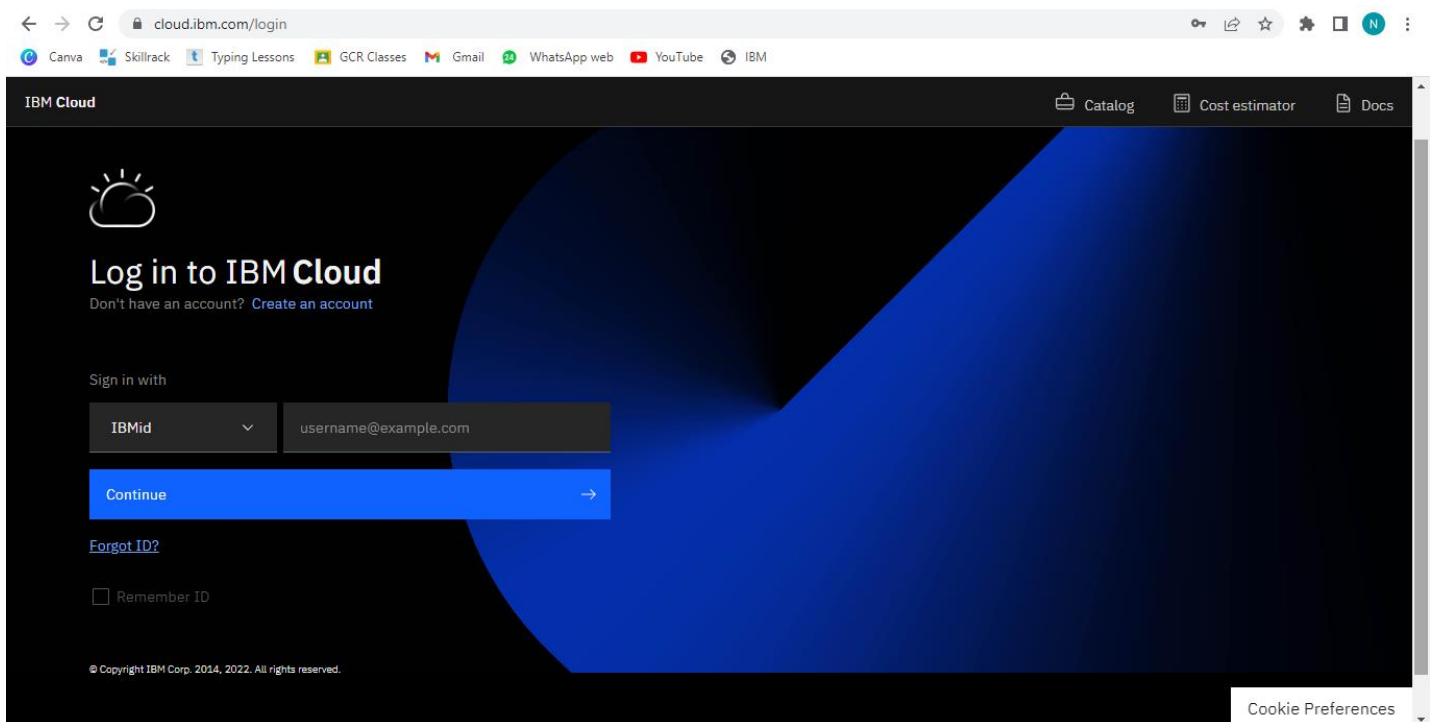 cloud.ibm.com/login
N
Canva Skillrack t Typing Lessons GCR Classes M Gmail 24 WhatsApp web YouTube IBM
IBM Cloud Catalog Cost estimator Docs
Log in to IBM Cloud
Don't have an account? Create an account
Sign in with
IBMid username@example.com
Continue
Forgot ID?
Remember ID
© Copyright IBM Corp. 2014, 2022. All rights reserved.
Cookie Preferences